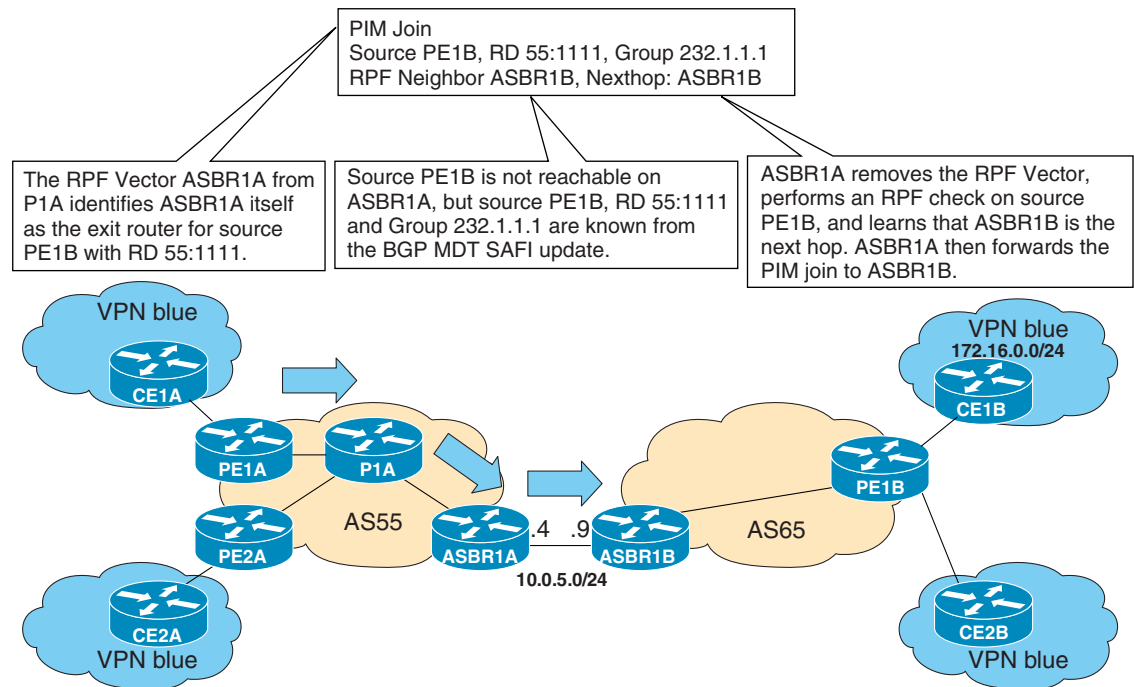 PIM Join
Source PE1B, RD 55:1111, Group 232.1.1.1
RPF Neighbor ASBR1B, Nexthop: ASBR1B
The RPF Vector ASBR1A from
P1A identifies ASBR1A itself
as the exit router for source
PE1B with RD 55:1111.
Source PE1B is not reachable on
ASBR1A, but source PE1B, RD 55:1111
and Group 232.1.1.1 are known from
the BGP MDT SAFI update.
ASBR1A removes the RPF Vector,
performs an RPF check on source
PE1B, and learns that ASBR1B is the
next hop. ASBR1A then forwards the
PIM join to ASBR1B.
VPN blue
CE1A
PE1A
P1A
PE2A
AS55
ASBR1A
.4
.9
10.0.5.0/24
ASBR1B
AS65
PE1B
VPN blue
172.16.0.0/24
CE1B
CE2A
VPN blue
CE2B
VPN blue